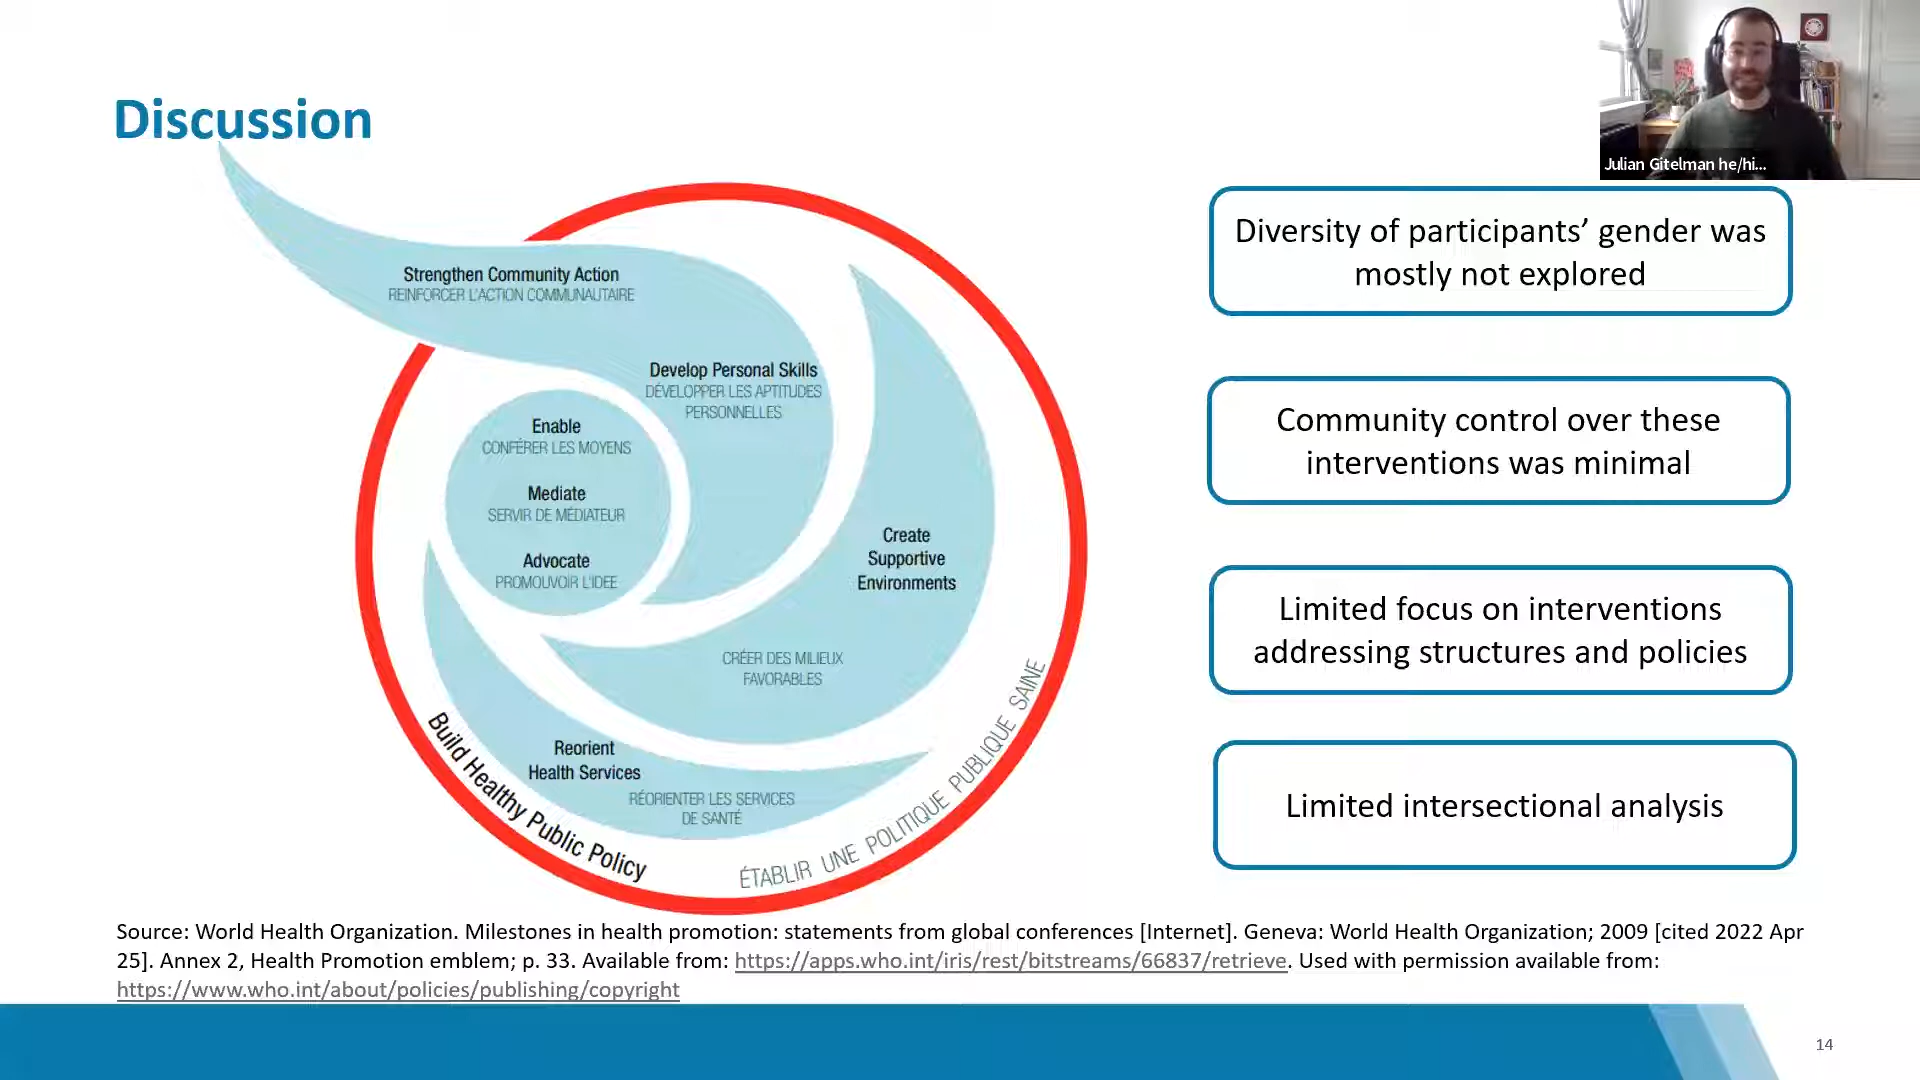 Discussion
Julian Gitelman he/hi...
Strengthen Community Action
REINFORCER L'ACTION COMMUNAUTAIRE
Develop Personal Skills
DÉVELOPPER LES APTITUDES
PERSONNELLES
Enable
CONFÉRER LES MOYENS
Mediate
SERVIR DE MÉDIATEUR
Advocate
PROMOUVOIR L'IDEE
Create
Supportive
Environments
CRÉER DES MILIEUX
FAVORABLES
Reorient
Health Services
RÉORIENTER LES SERVICES
DE SANTÉ
Build Healthy Public Policy
ÉTABLIR UNE POLITIQUE PUBLIQUE SAINE
Diversity of participants’ gender was
mostly not explored
Community control over these
interventions was minimal
Limited focus on interventions
addressing structures and policies
Limited intersectional analysis
Source: World Health Organization. Milestones in health promotion: statements from global conferences [Internet]. Geneva: World Health Organization; 2009 [cited 2022 Apr
25]. Annex 2, Health Promotion emblem; p. 33. Available from: https://apps.who.int/iris/rest/bitstreams/66837/retrieve. Used with permission available from:
https://www.who.int/about/policies/publishing/copyright
14